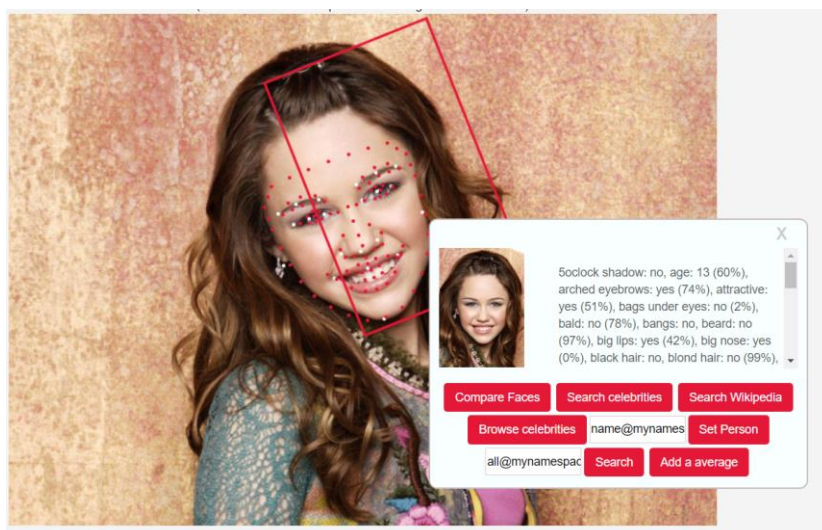 X
5oclock shadow: no, age: 13 (60%),
arched eyebrows: yes (74%), attractive:
yes (51%), bags under eyes: no (2%),
bald: no (78%), bangs: no, beard: no
(97%), big lips: yes (42%), big nose: yes
(0%), black hair: no, blond hair: no (99%),
Compare Faces Search celebrities Search Wikipedia
Browse celebrities name@mynames Set Person
all@mynamespac Search Add a average